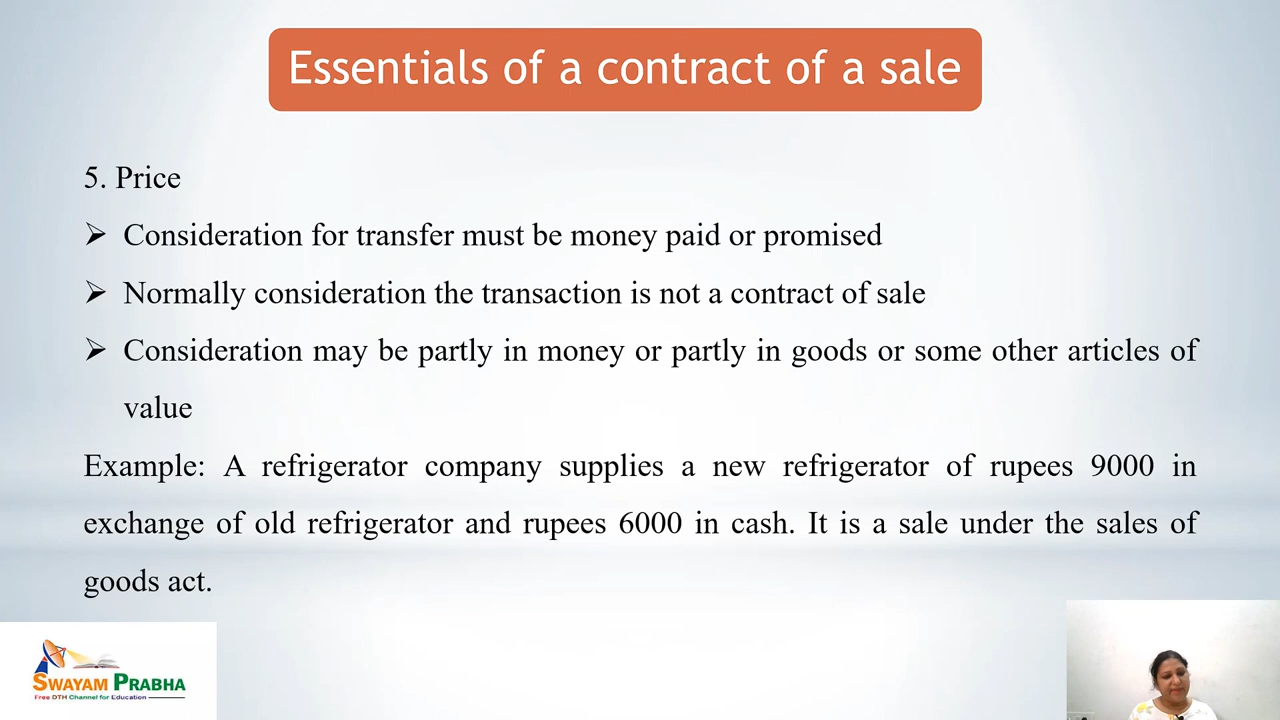 Essentials of a contract of a sale
5. Price
➢ Consideration for transfer must be money paid or promised
➢ Normally consideration the transaction is not a contract of sale
➢ Consideration may be partly in money or partly in goods or some other articles of
value
Example: A refrigerator company supplies a new refrigerator of rupees 9000 in
exchange of old refrigerator and rupees 6000 in cash. It is a sale under the sales of
goods act.
SWAYAM PRABHA
Free DTH Channel for Education